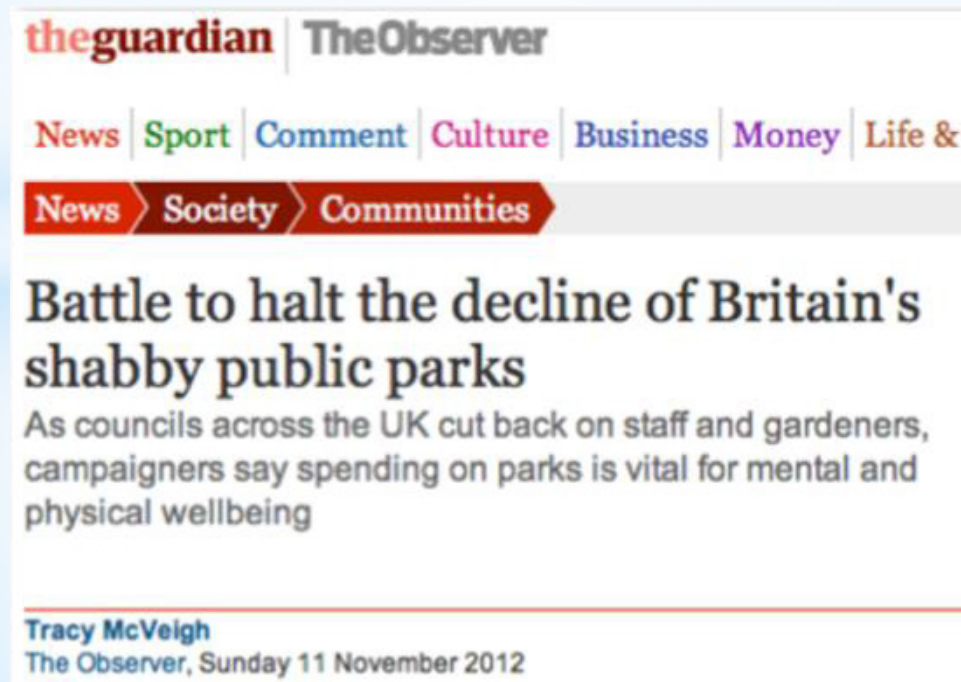 theguardian TheObserver
News Sport Comment Culture Business Money Life &
News Society Communities
Battle to halt the decline of Britain's
shabby public parks
As councils across the UK cut back on staff and gardeners,
campaigners say spending on parks is vital for mental and
physical wellbeing
Tracy McVeigh
The Observer, Sunday 11 November 2012